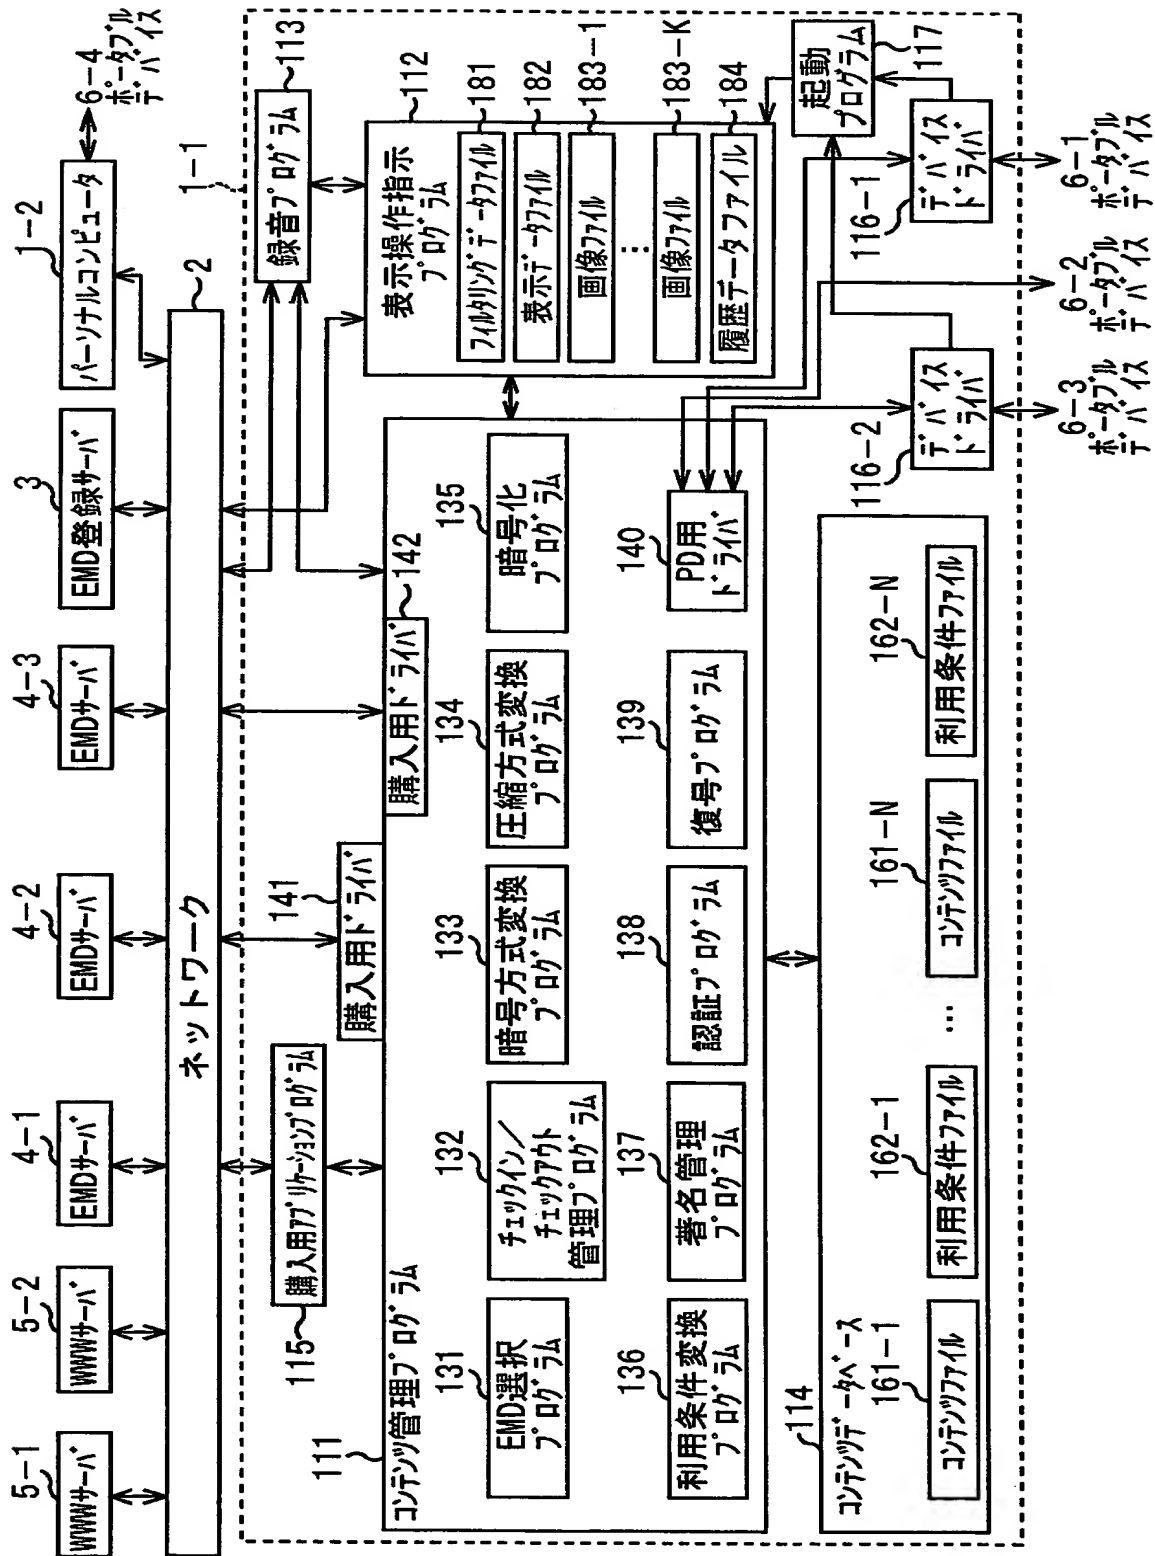 5-1
WWWサーバ
5-2
WWWサーバ
4-1
EMDサーバ
4-2
EMDサーバ
4-3
EMDサーバ
3
EMD登録サーバ
1-2
パーソナルコンピュータ
6-4
ポータブル
デバイス
2
ネットワーク
1-1
115
購入用アプリケーションプログラム
141
購入用ドライバ
142
購入用ドライバ
113
録音プログラム
111
コンテンツ管理プログラム
131
EMD選択
プログラム
132
チェックイン/
チェックアウト
管理プログラム
133
暗号方式変換
プログラム
134
圧縮方式変換
プログラム
135
暗号化
プログラム
136
利用条件変換
プログラム
137
著名管理
プログラム
138
認証プログラム
139
復号プログラム
140
PD用
ドライバ
112
表示操作指示
プログラム
181
フィルタリングデータファイル
182
表示データファイル
183-1
画像ファイル
⋮
183-K
画像ファイル
184
履歴データファイル
117
起動
プログラム
114
コンテンツデータベース
161-1
コンテンツファイル
162-1
利用条件ファイル
…
161-N
コンテンツファイル
162-N
利用条件ファイル
116-2
デバイス
ドライバ
116-1
デバイス
ドライバ
6-3
ポータブル
デバイス
6-2
ポータブル
デバイス
6-1
ポータブル
デバイス